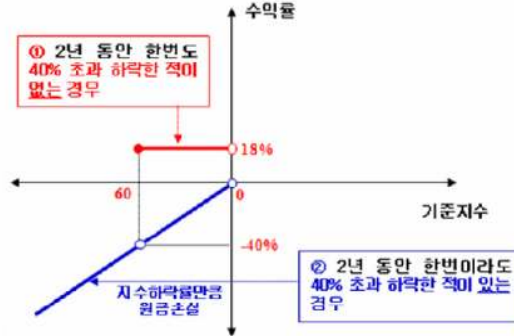 수익률
① 2년 동안 한번도
40% 초과 하락한 적이
없는 경우
18%
60
0
기준지수
-40%
지수하락률만큼
원금손실
② 2년 동안 한번이라도
40% 초과 하락한 적이 있는
경우